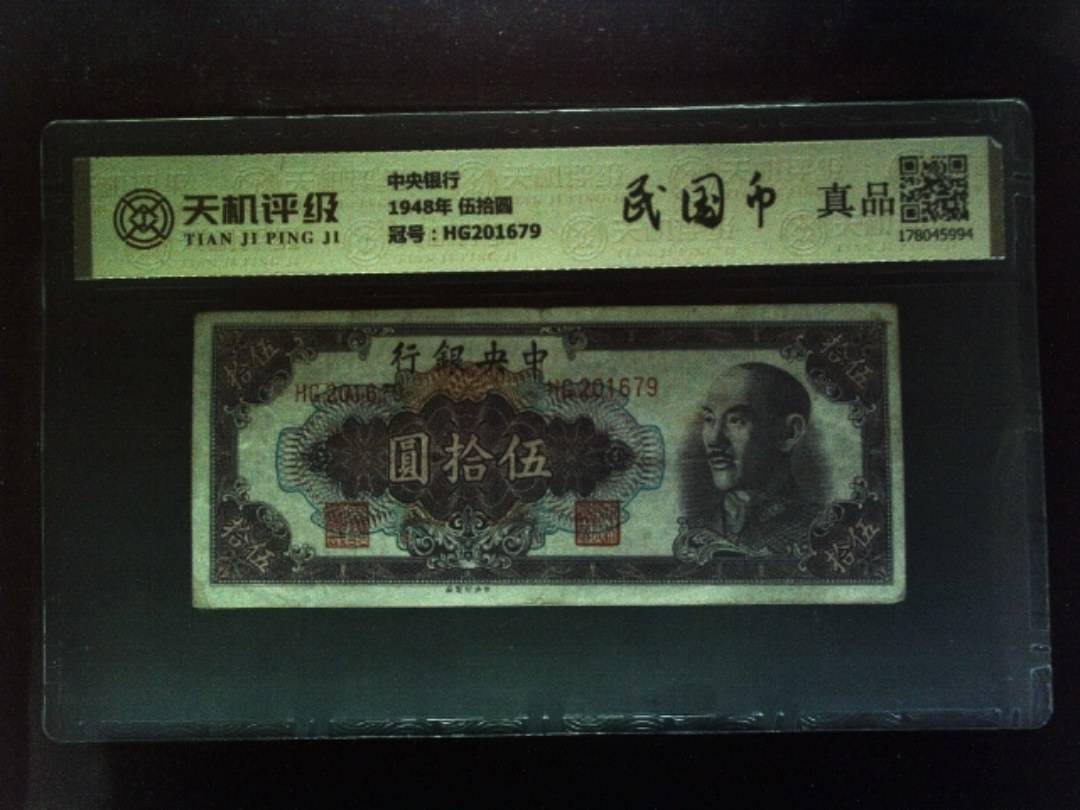 天机评级
TIAN JI PING JI
中央银行
1948年 伍拾圆
冠号：HG201679
民国币
真品
178045994
行銀央中
HG201679
HG201679
拾伍
拾伍
圓拾伍
拾伍
拾伍